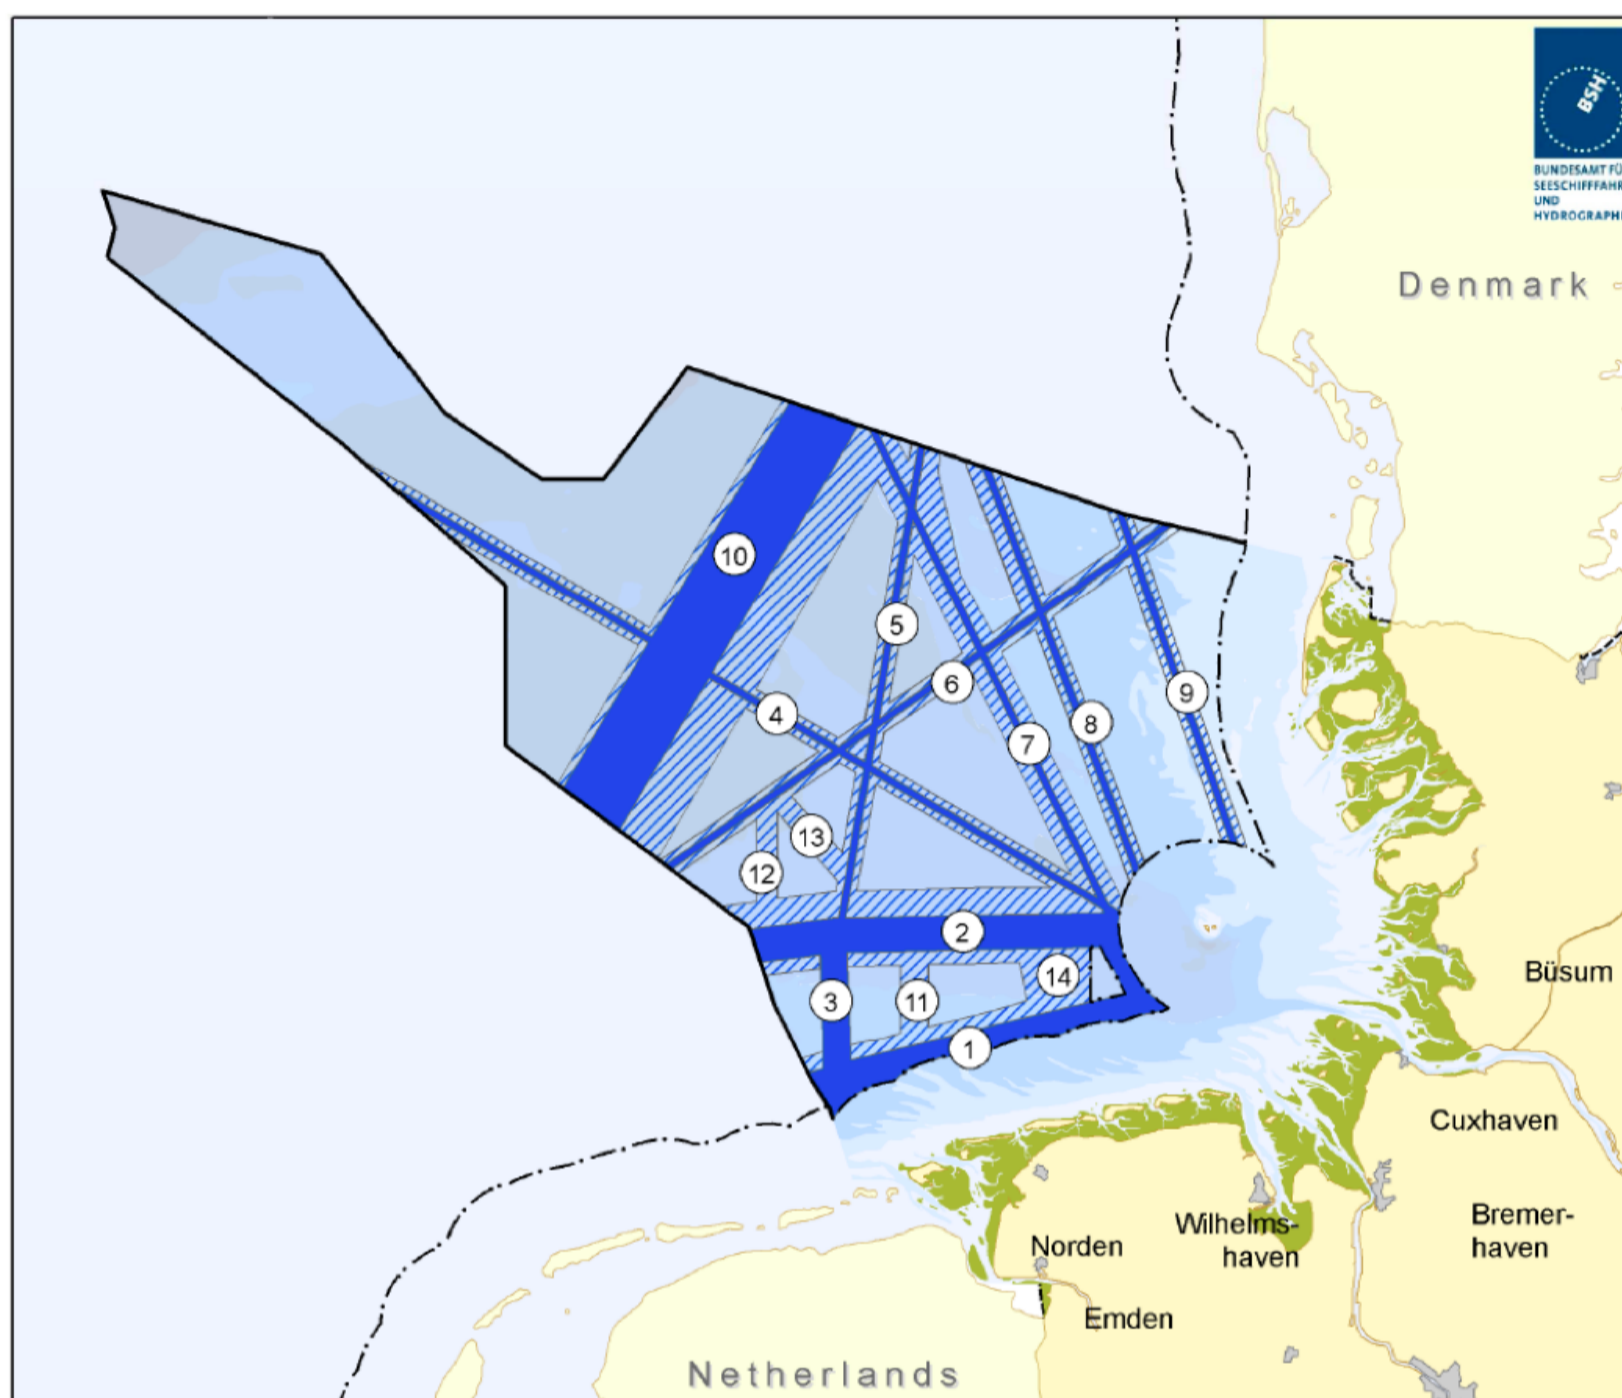 BSH
BUNDESAMT FÜ
SEESCHIFFFAHR
UND
HYDROGRAPHI
Denmark
10
5
6
9
4
7
8
13
12
2
14
3
11
1
Büsum
Cuxhaven
Bremer-
haven
Wilhelms-
haven
Norden
Emden
Netherlands